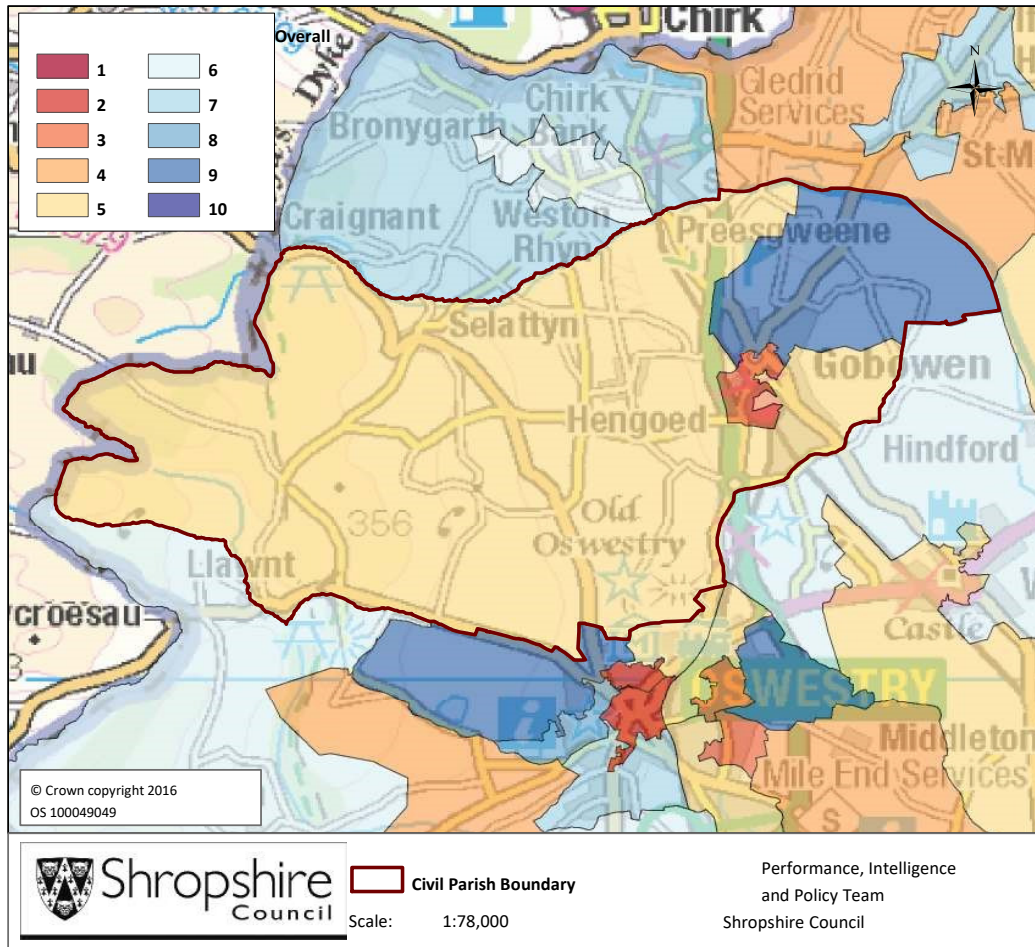 Overall
1
2
3
4
5
6
7
8
9
10
Chirk
Dyke
Gledrid
Services
Chirk
Bank
Bronygarth
St-M
Craignant
Weston
Rhyn
Preesgweene
N
Selattyn
Gobowen
Hengoed
Hindford
356
Old
Oswestry
Llawnt
ycroesau
Castle
OSWESTRY
i
Middleton
Mile End Services
S
S
© Crown copyright 2016
OS 100049049
Shropshire
Council
Civil Parish Boundary
Scale: 1:78,000
Performance, Intelligence
and Policy Team
Shropshire Council